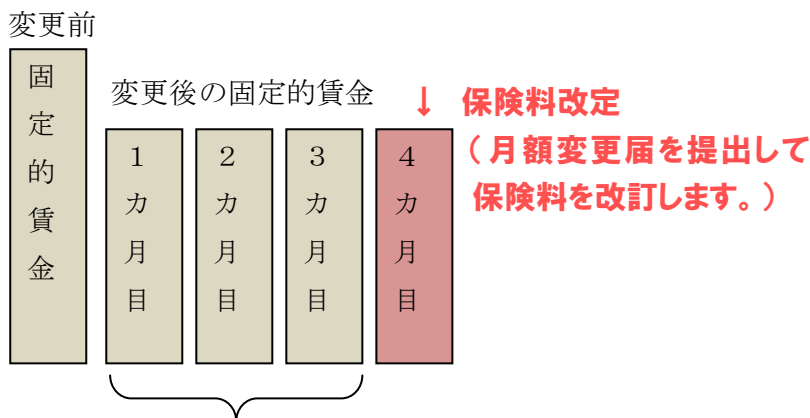 変更前
固定的賃金
変更後の固定的賃金
1カ月目
2カ月目
3カ月目
4カ月目
↓ 保険料改定
（月額変更届を提出して
保険料を改訂します。）